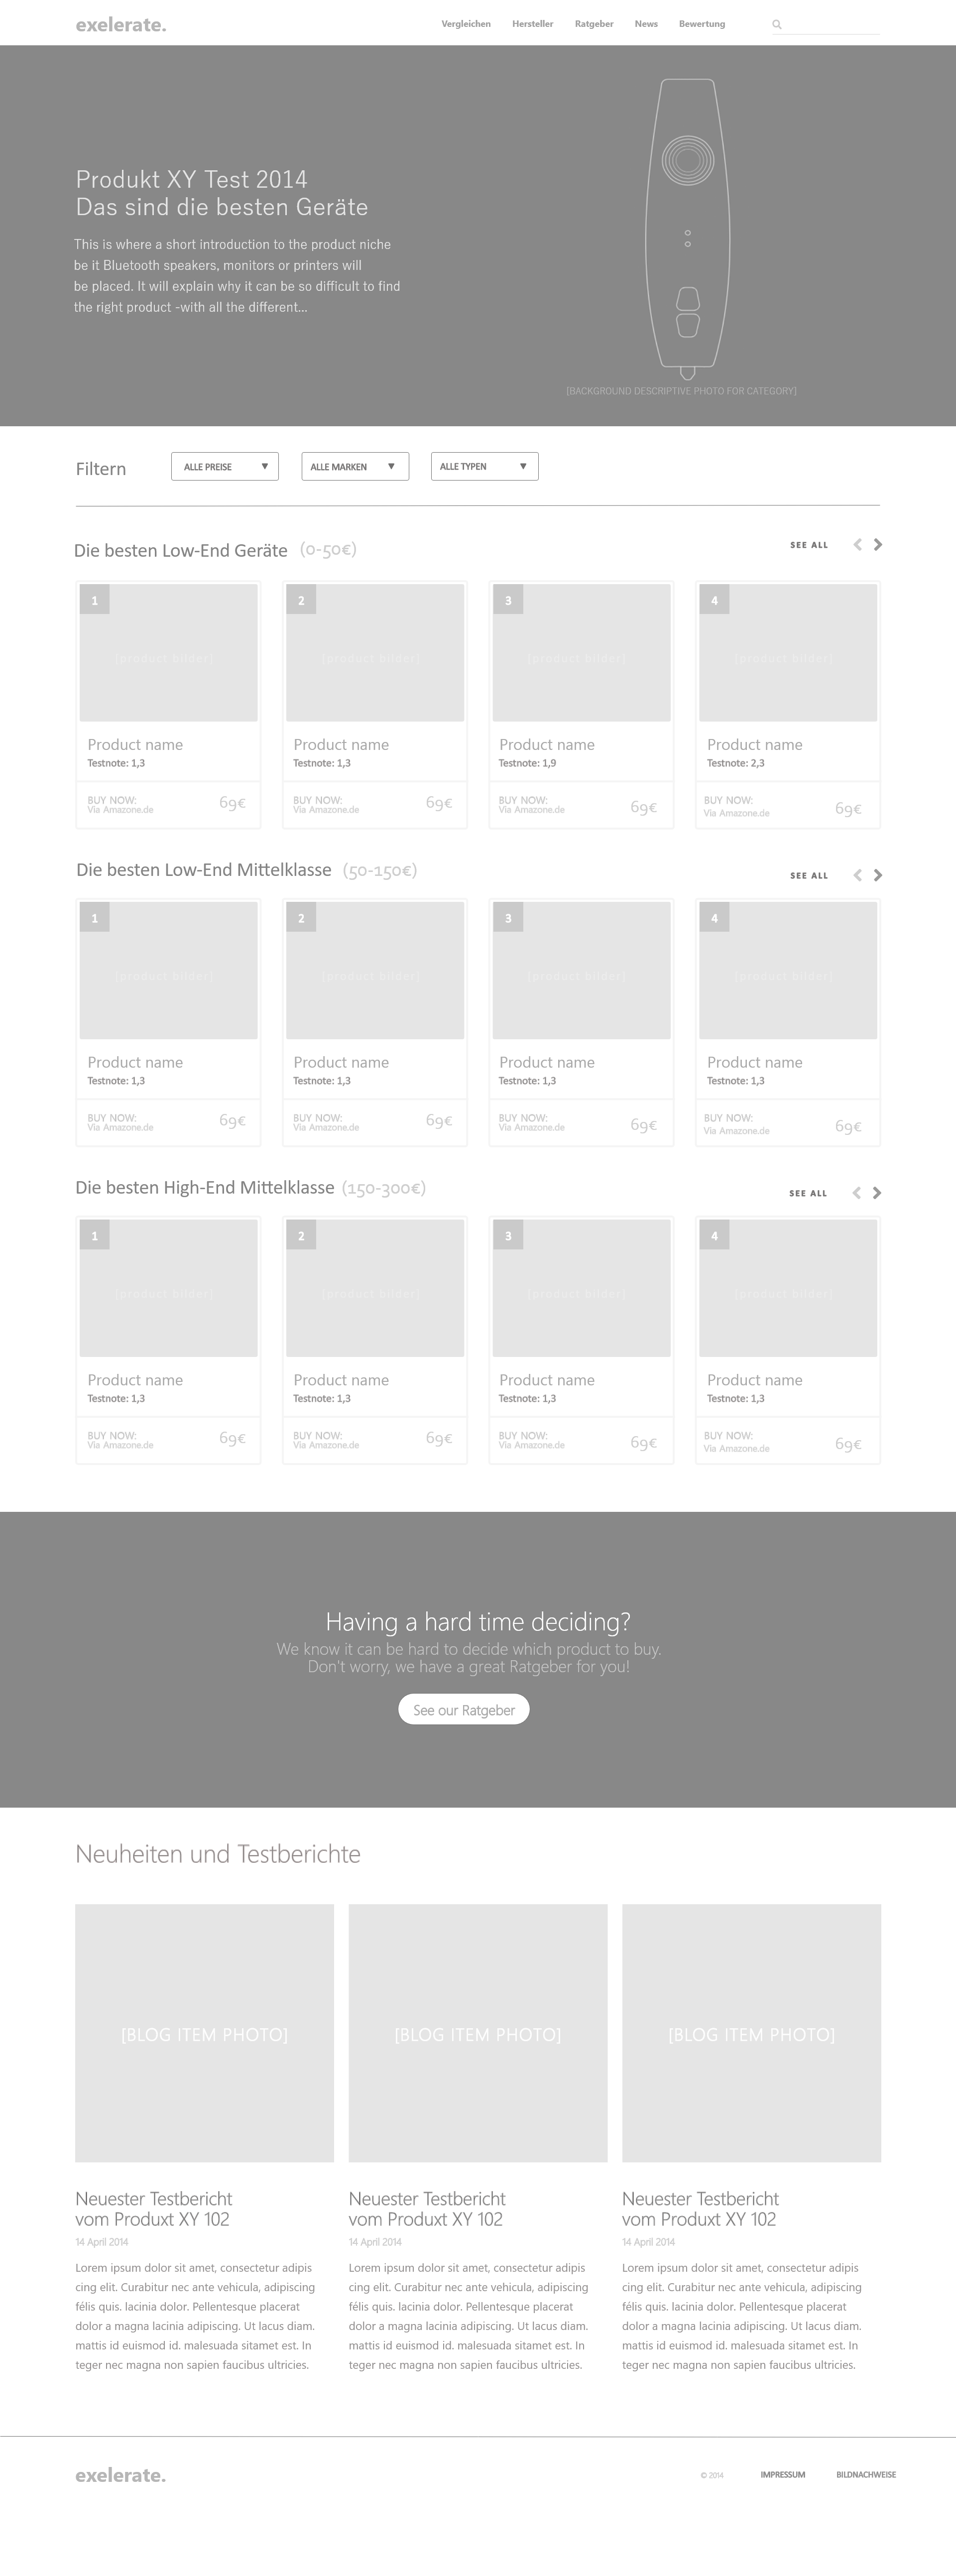 exelerate.
Vergleichen Hersteller Ratgeber News Bewertung
Produkt XY Test 2014
Das sind die besten Geräte
This is where a short introduction to the product niche
be it Bluetooth speakers, monitors or printers will
be placed. It will explain why it can be so difficult to find
the right product -with all the different...
[BACKGROUND DESCRIPTIVE PHOTO FOR CATEGORY]
Filtern ALLE PREISE ▼ ALLE MARKEN ▼ ALLE TYPEN ▼
Die besten Low-End Geräte (0-50€) SEE ALL
1 2 3 4
[product bilder] [product bilder] [product bilder] [product bilder]
Product name Product name Product name Product name
Testnote: 1,3 Testnote: 1,3 Testnote: 1,9 Testnote: 2,3
BUY NOW: 69€ BUY NOW: 69€ BUY NOW: 69€ BUY NOW: 69€
Via Amazone.de Via Amazone.de Via Amazone.de Via Amazone.de
Die besten Low-End Mittelklasse (50-150€) SEE ALL
1 2 3 4
[product bilder] [product bilder] [product bilder] [product bilder]
Product name Product name Product name Product name
Testnote: 1,3 Testnote: 1,3 Testnote: 1,3 Testnote: 1,3
BUY NOW: 69€ BUY NOW: 69€ BUY NOW: 69€ BUY NOW: 69€
Via Amazone.de Via Amazone.de Via Amazone.de Via Amazone.de
Die besten High-End Mittelklasse (150-300€) SEE ALL
1 2 3 4
[product bilder] [product bilder] [product bilder] [product bilder]
Product name Product name Product name Product name
Testnote: 1,3 Testnote: 1,3 Testnote: 1,3 Testnote: 1,3
BUY NOW: 69€ BUY NOW: 69€ BUY NOW: 69€ BUY NOW: 69€
Via Amazone.de Via Amazone.de Via Amazone.de Via Amazone.de
Having a hard time deciding?
We know it can be hard to decide which product to buy.
Don't worry, we have a great Ratgeber for you!
See our Ratgeber
Neuheiten und Testberichte
[BLOG ITEM PHOTO] [BLOG ITEM PHOTO] [BLOG ITEM PHOTO]
Neuester Testbericht
vom Produxt XY 102
14 April 2014
Lorem ipsum dolor sit amet, consectetur adipis
cing elit. Curabitur nec ante vehicula, adipiscing
félis quis. lacinia dolor. Pellentesque placerat
dolor a magna lacinia adipiscing. Ut lacus diam.
mattis id euismod id. malesuada sitamet est. In
teger nec magna non sapien faucibus ultricies.
Neuester Testbericht
vom Produxt XY 102
14 April 2014
Lorem ipsum dolor sit amet, consectetur adipis
cing elit. Curabitur nec ante vehicula, adipiscing
félis quis. lacinia dolor. Pellentesque placerat
dolor a magna lacinia adipiscing. Ut lacus diam.
mattis id euismod id. malesuada sitamet est. In
teger nec magna non sapien faucibus ultricies.
Neuester Testbericht
vom Produxt XY 102
14 April 2014
Lorem ipsum dolor sit amet, consectetur adipis
cing elit. Curabitur nec ante vehicula, adipiscing
félis quis. lacinia dolor. Pellentesque placerat
dolor a magna lacinia adipiscing. Ut lacus diam.
mattis id euismod id. malesuada sitamet est. In
teger nec magna non sapien faucibus ultricies.
exelerate.
© 2014 IMPRESSUM BILDNACHWEISE